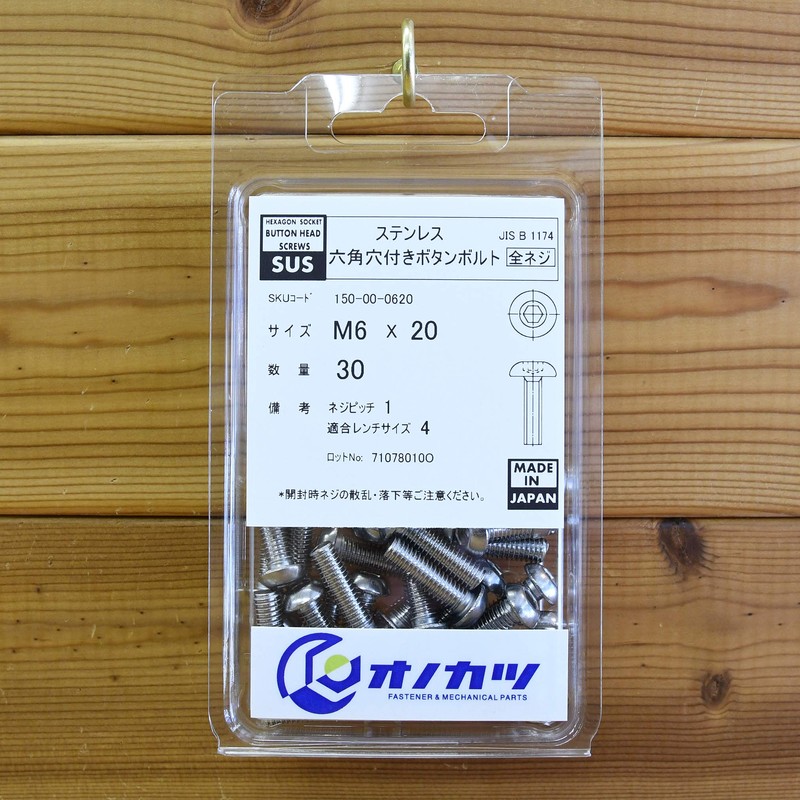 HEXAGON SOCKET
BUTTON HEAD
SCREWS
SUS
ステンレス
JIS B 1174
六角穴付きボタンボルト 全ネジ
SKUコード 150-00-0620
サイズ M6 x 20
数量 30
備考 ネジピッチ 1
適合レンチサイズ 4
ロットNo: 71078010O
MADE
IN
JAPAN
*開封時ネジの散乱・落下等ご注意ください。
オノカツ
FASTENER & MECHANICAL PARTS